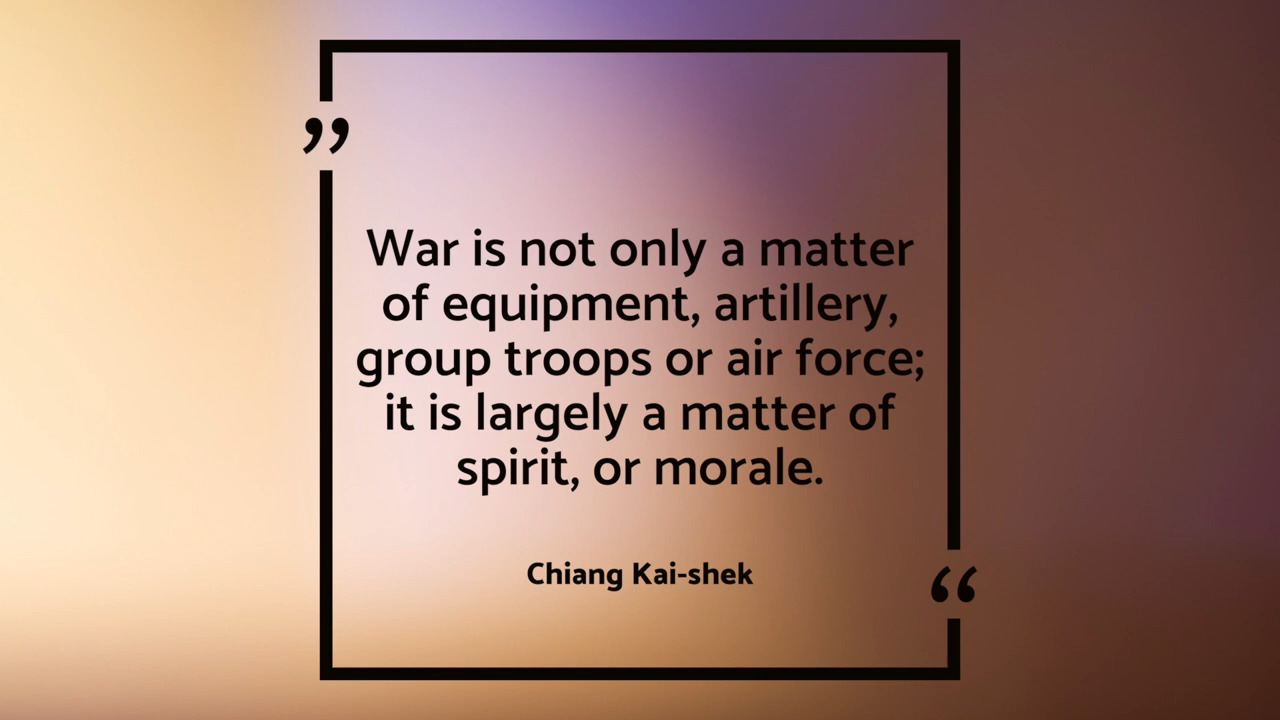 ”
War is not only a matter
of equipment, artillery,
group troops or air force;
it is largely a matter of
spirit, or morale.
Chiang Kai-shek
“